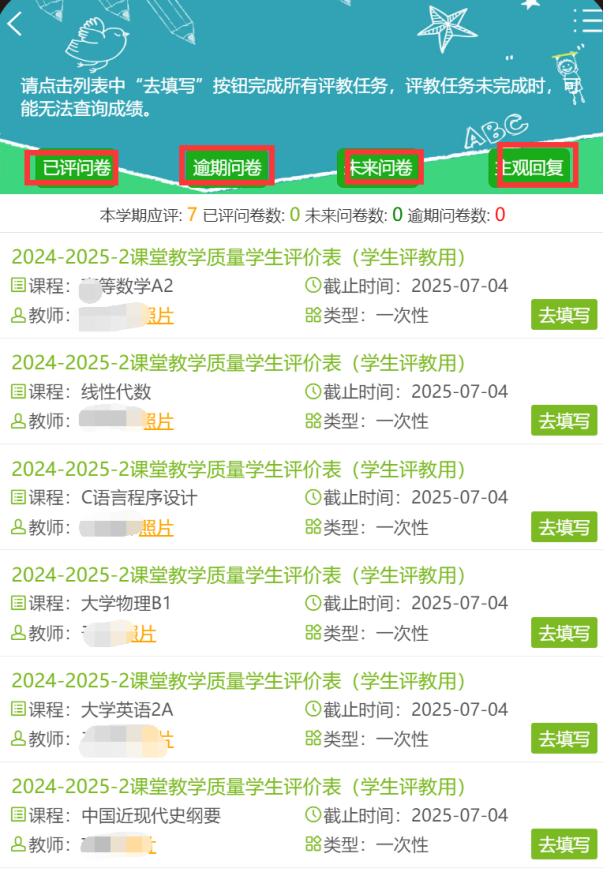 请点击列表中“去填写”按钮完成所有评教任务，评教任务未完成时，可
能无法查询成绩。
ABC
已评问卷 逾期问卷 未来问卷 主观回复
本学期应评: 7 已评问卷数: 0 未来问卷数: 0 逾期问卷数: 0
2024-2025-2课堂教学质量学生评价表（学生评教用）
课程： 高等数学A2 截止时间：2025-07-04
教师： 照片 类型：一次性 去填写
2024-2025-2课堂教学质量学生评价表（学生评教用）
课程： 线性代数 截止时间：2025-07-04
教师： 照片 类型：一次性 去填写
2024-2025-2课堂教学质量学生评价表（学生评教用）
课程： C语言程序设计 截止时间：2025-07-04
教师： 照片 类型：一次性 去填写
2024-2025-2课堂教学质量学生评价表（学生评教用）
课程： 大学物理B1 截止时间：2025-07-04
教师： 照片 类型：一次性 去填写
2024-2025-2课堂教学质量学生评价表（学生评教用）
课程： 大学英语2A 截止时间：2025-07-04
教师： 类型：一次性 去填写
2024-2025-2课堂教学质量学生评价表（学生评教用）
课程： 中国近现代史纲要 截止时间：2025-07-04
教师： 类型：一次性 去填写